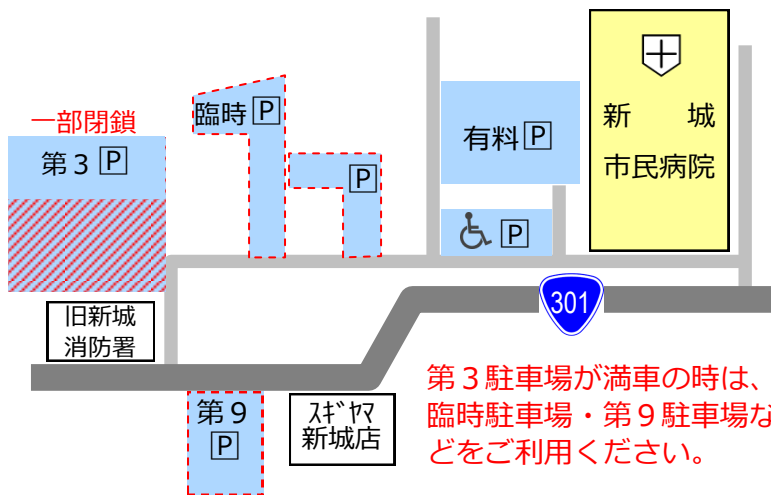 一部閉鎖
第3 P
臨時 P
P
有料 P
P
新 城
市民病院
旧新城
消防署
301
第9
P
スギヤマ
新城店
第3駐車場が満車の時は、
臨時駐車場・第9駐車場な
どをご利用ください。